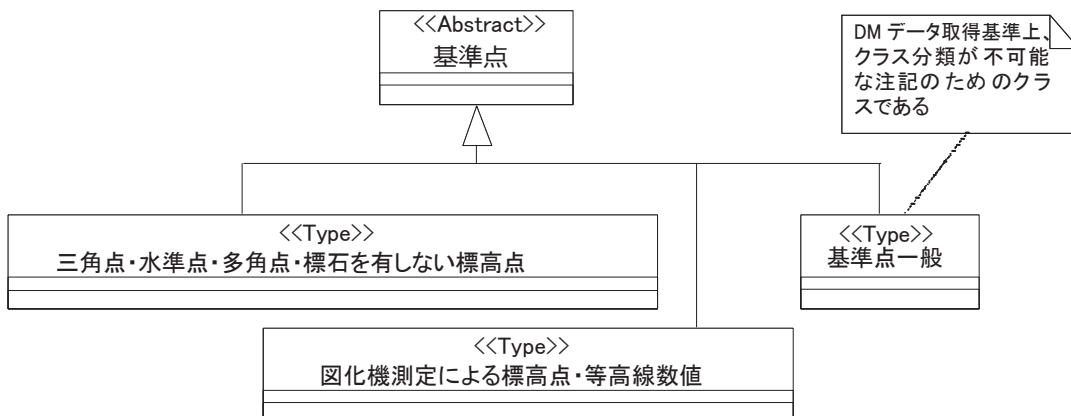 <<Abstract>>
基準点
DM データ取得基準上、
クラス分類が 不可能
な注記の ため のクラ
スである
<<Type>>
三角点・水準点・多角点・標石を有しない標高点
<<Type>>
基準点一般
<<Type>>
図化機測定による標高点・等高線数値